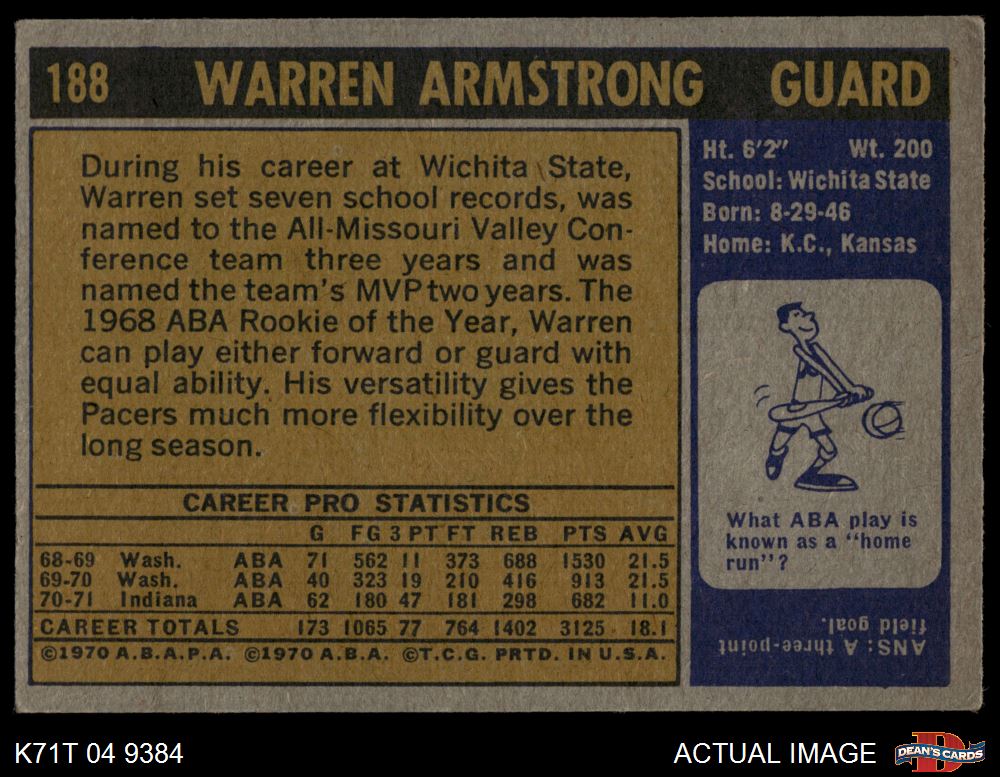 188 WARREN ARMSTRONG GUARD
During his career at Wichita State,
Warren set seven school records, was
named to the All-Missouri Valley Con-
ference team three years and was
named the team's MVP two years. The
1968 ABA Rookie of the Year, Warren
can play either forward or guard with
equal ability. His versatility gives the
Pacers much more flexibility over the
long season.
CAREER PRO STATISTICS
G FG 3 PT FT REB PTS AVG
68-69 Wash. ABA 71 562 11 373 688 1530 21.5
69-70 Wash. ABA 40 323 19 210 416 913 21.5
70-71 Indiana ABA 62 180 47 181 298 682 11.0
CAREER TOTALS 173 1065 77 764 1402 3125 18.1
©1970 A.B.A.P.A. ©1970 A.B.A. ©T.C.G. PRTD. IN U.S.A.
Ht. 6'2" Wt. 200
School: Wichita State
Born: 8-29-46
Home: K.C., Kansas
What ABA play is
known as a "home
run"?
ANS: A three-point
field goal.
K71T 04 9384
ACTUAL IMAGE
DEAN'S CARDS